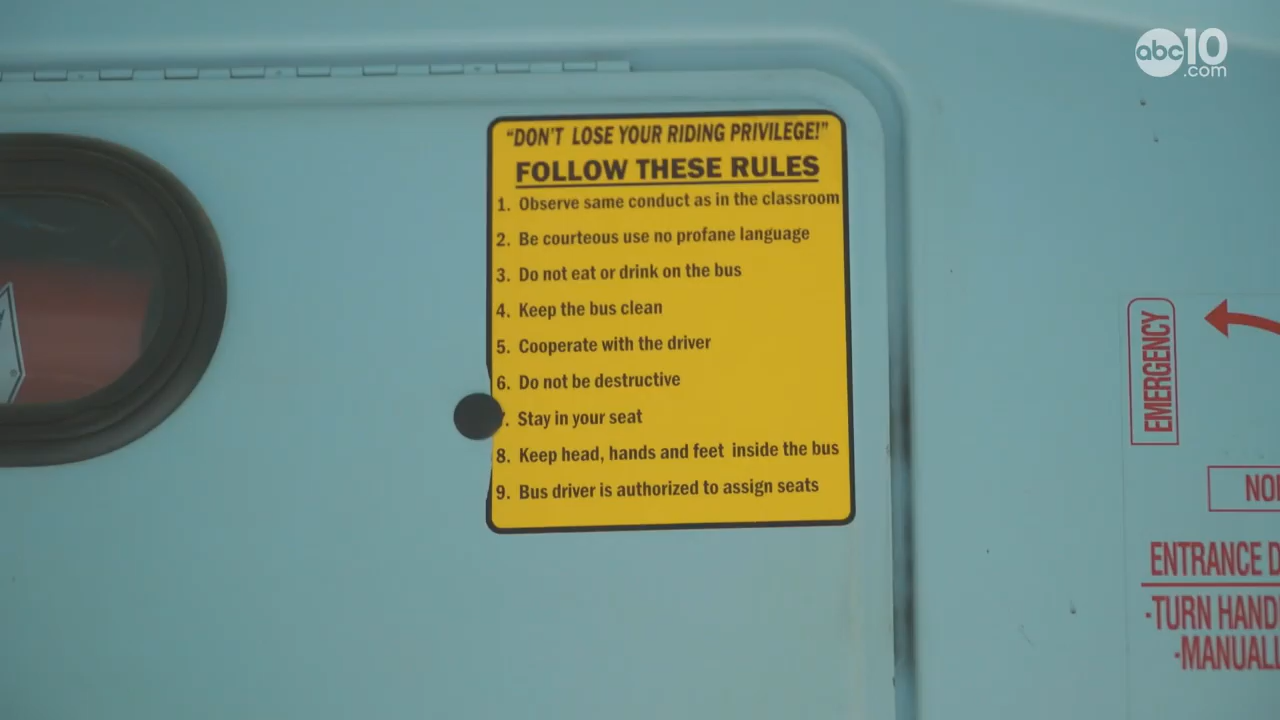 abc10
.com
“DON'T LOSE YOUR RIDING PRIVILEGE!”
FOLLOW THESE RULES
1. Observe same conduct as in the classroom
2. Be courteous use no profane language
3. Do not eat or drink on the bus
4. Keep the bus clean
5. Cooperate with the driver
6. Do not be destructive
. Stay in your seat
8. Keep head, hands and feet inside the bus
9. Bus driver is authorized to assign seats
EMERGENCY
ENTRANCE
-TURN